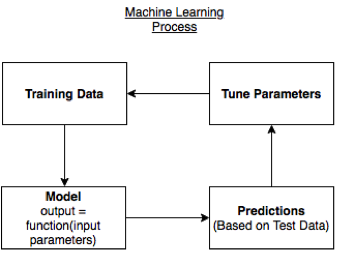 Machine Learning
Process
Training Data
Tune Parameters
Model
output =
function(input
parameters)
Predictions
(Based on Test Data)